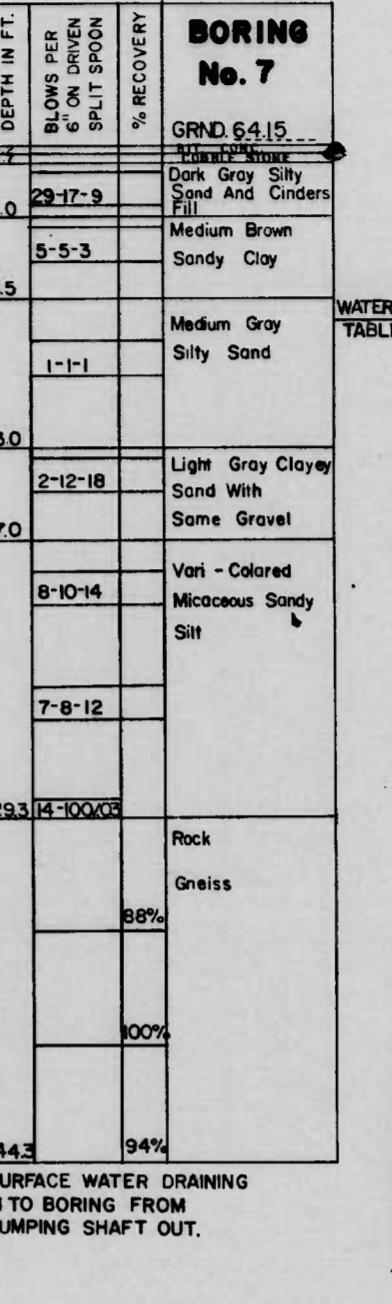 DEPTH IN FT.
BLOWS PER
6" ON DRIVEN
SPLIT SPOON
% RECOVERY
BORING
No. 7
GRND. 64.15
BIT. CONC.
COBBLE STONE
Dark Gray Silty
29-17-9 Sand And Cinders
Fill
.0
Medium Brown
5-5-3 Sandy Clay
.5
WATER
TABL
Medium Gray
Silty Sand
1-1-1
3.0
Light Gray Clayey
2-12-18 Sand With
Same Gravel
7.0
Vari - Colared
8-10-14 Micaceous Sandy
Silt
7-8-12
29.3 14-100/.03
Rock
Gneiss
88%
100%
44.3 94%
URFACE WATER DRAINING
TO BORING FROM
UMPING SHAFT OUT.